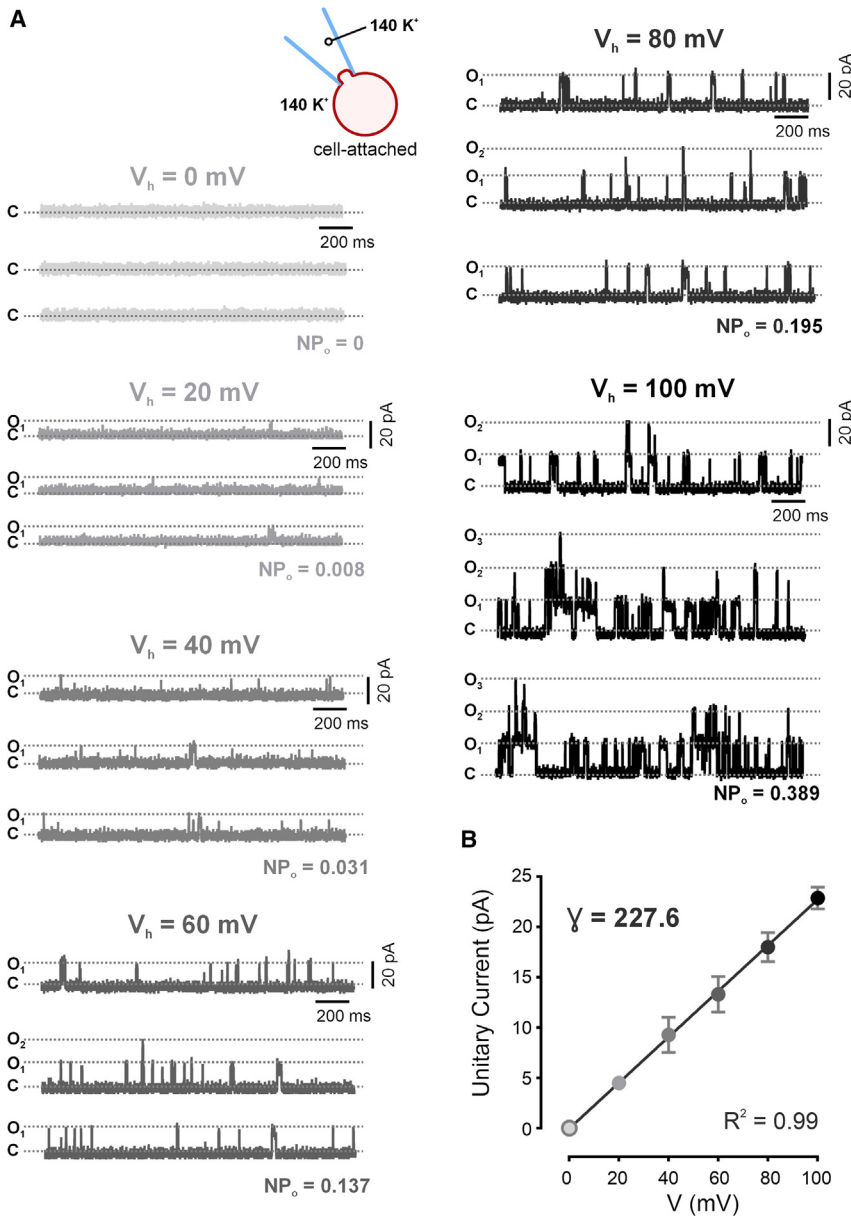 A
140 K⁺
140 K⁺
cell-attached
Vₕ = 0 mV
C
200 ms
C
C
NPₒ = 0
Vₕ = 20 mV
O₁
C
20 pA
200 ms
O₁
C
O₁
C
NPₒ = 0.008
Vₕ = 40 mV
O₁
C
20 pA
200 ms
O₁
C
O₁
C
NPₒ = 0.031
Vₕ = 60 mV
O₁
C
20 pA
200 ms
O₂
O₁
C
O₁
C
NPₒ = 0.137
Vₕ = 80 mV
O₁
C
20 pA
200 ms
O₂
O₁
C
O₁
C
NPₒ = 0.195
Vₕ = 100 mV
O₂
O₁
C
20 pA
200 ms
O₃
O₂
O₁
C
O₃
O₂
O₁
C
NPₒ = 0.389
B
Unitary Current (pA)
25
20
15
10
5
0
γ = 227.6
R² = 0.99
0 20 40 60 80 100
V (mV)